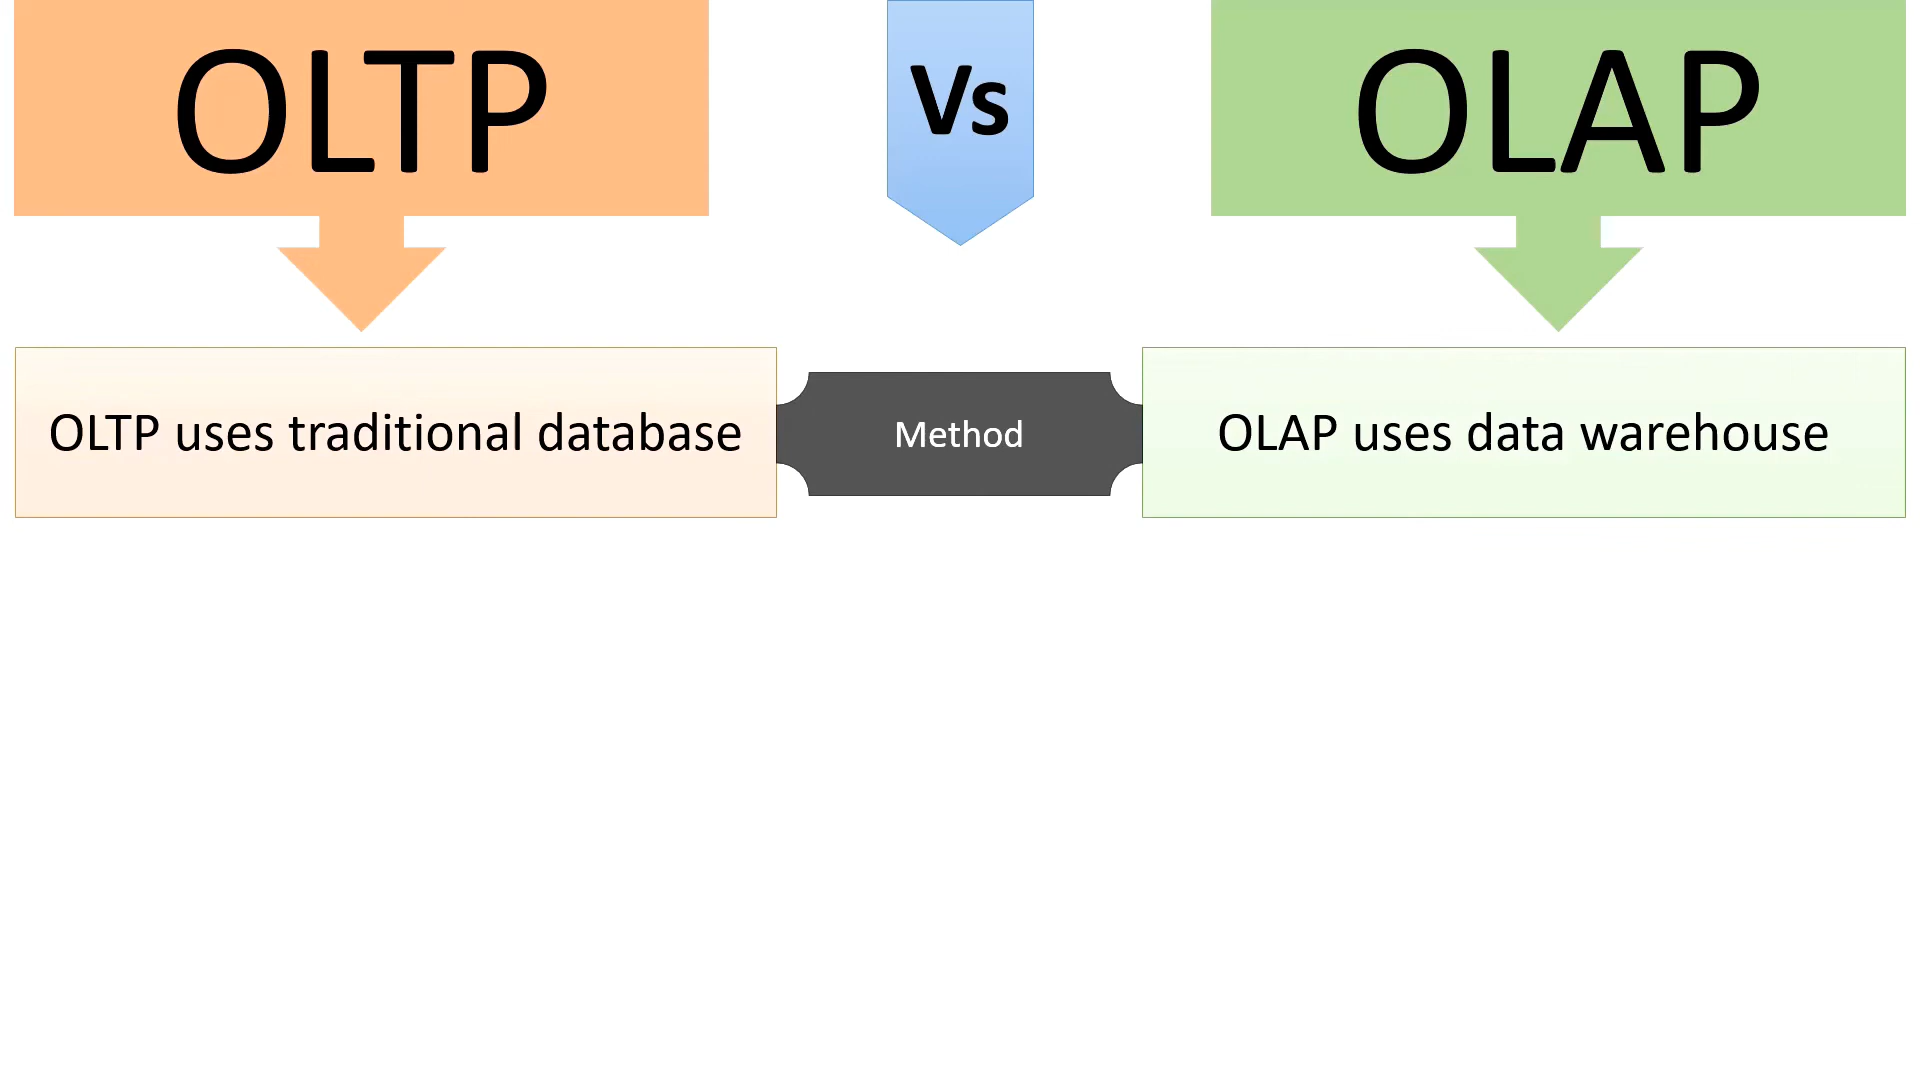 OLTP
Vs
OLAP
OLTP uses traditional database
Method
OLAP uses data warehouse